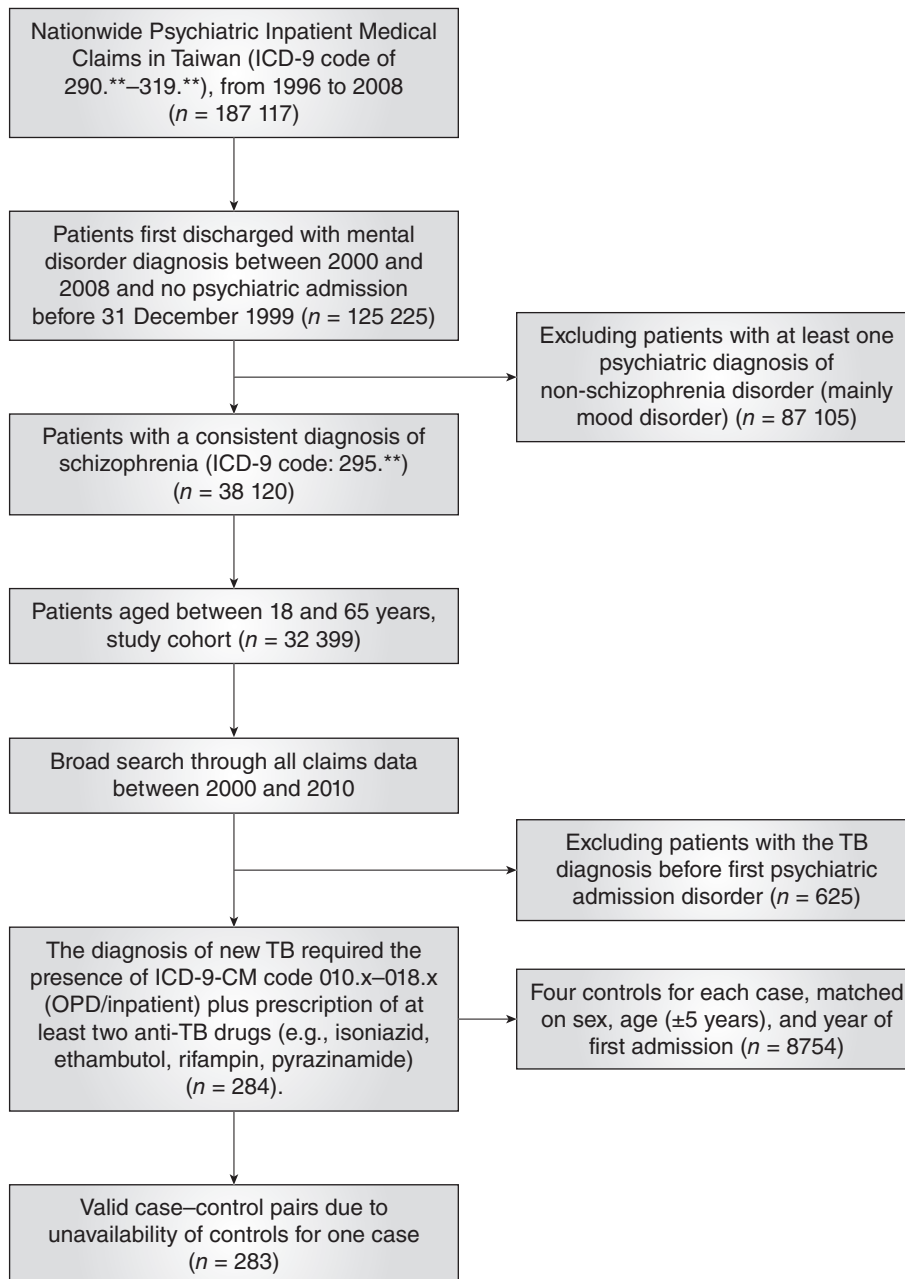 Nationwide Psychiatric Inpatient Medical
Claims in Taiwan (ICD-9 code of
290.**–319.**), from 1996 to 2008
(n = 187 117)
Patients first discharged with mental
disorder diagnosis between 2000 and
2008 and no psychiatric admission
before 31 December 1999 (n = 125 225)
Excluding patients with at least one
psychiatric diagnosis of
non-schizophrenia disorder (mainly
mood disorder) (n = 87 105)
Patients with a consistent diagnosis of
schizophrenia (ICD-9 code: 295.**)
(n = 38 120)
Patients aged between 18 and 65 years,
study cohort (n = 32 399)
Broad search through all claims data
between 2000 and 2010
Excluding patients with the TB
diagnosis before first psychiatric
admission disorder (n = 625)
The diagnosis of new TB required the
presence of ICD-9-CM code 010.x–018.x
(OPD/inpatient) plus prescription of at
least two anti-TB drugs (e.g., isoniazid,
ethambutol, rifampin, pyrazinamide)
(n = 284).
Four controls for each case, matched
on sex, age (±5 years), and year of
first admission (n = 8754)
Valid case–control pairs due to
unavailability of controls for one case
(n = 283)